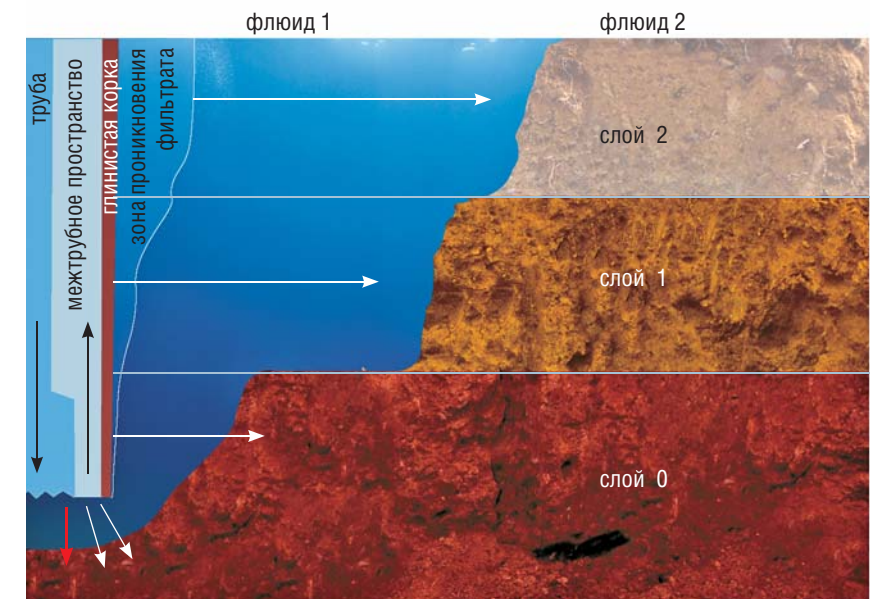 флюид 1
флюид 2
труба
межтрубное пространство
глинистая корка
зона проникновения
фильтрата
слой 2
слой 1
слой 0